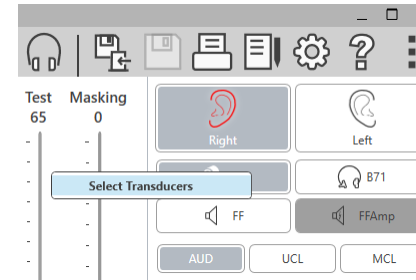 Test Masking
65 0
Right Left
Select Transducers
B71
FF FFAmp
AUD UCL MCL